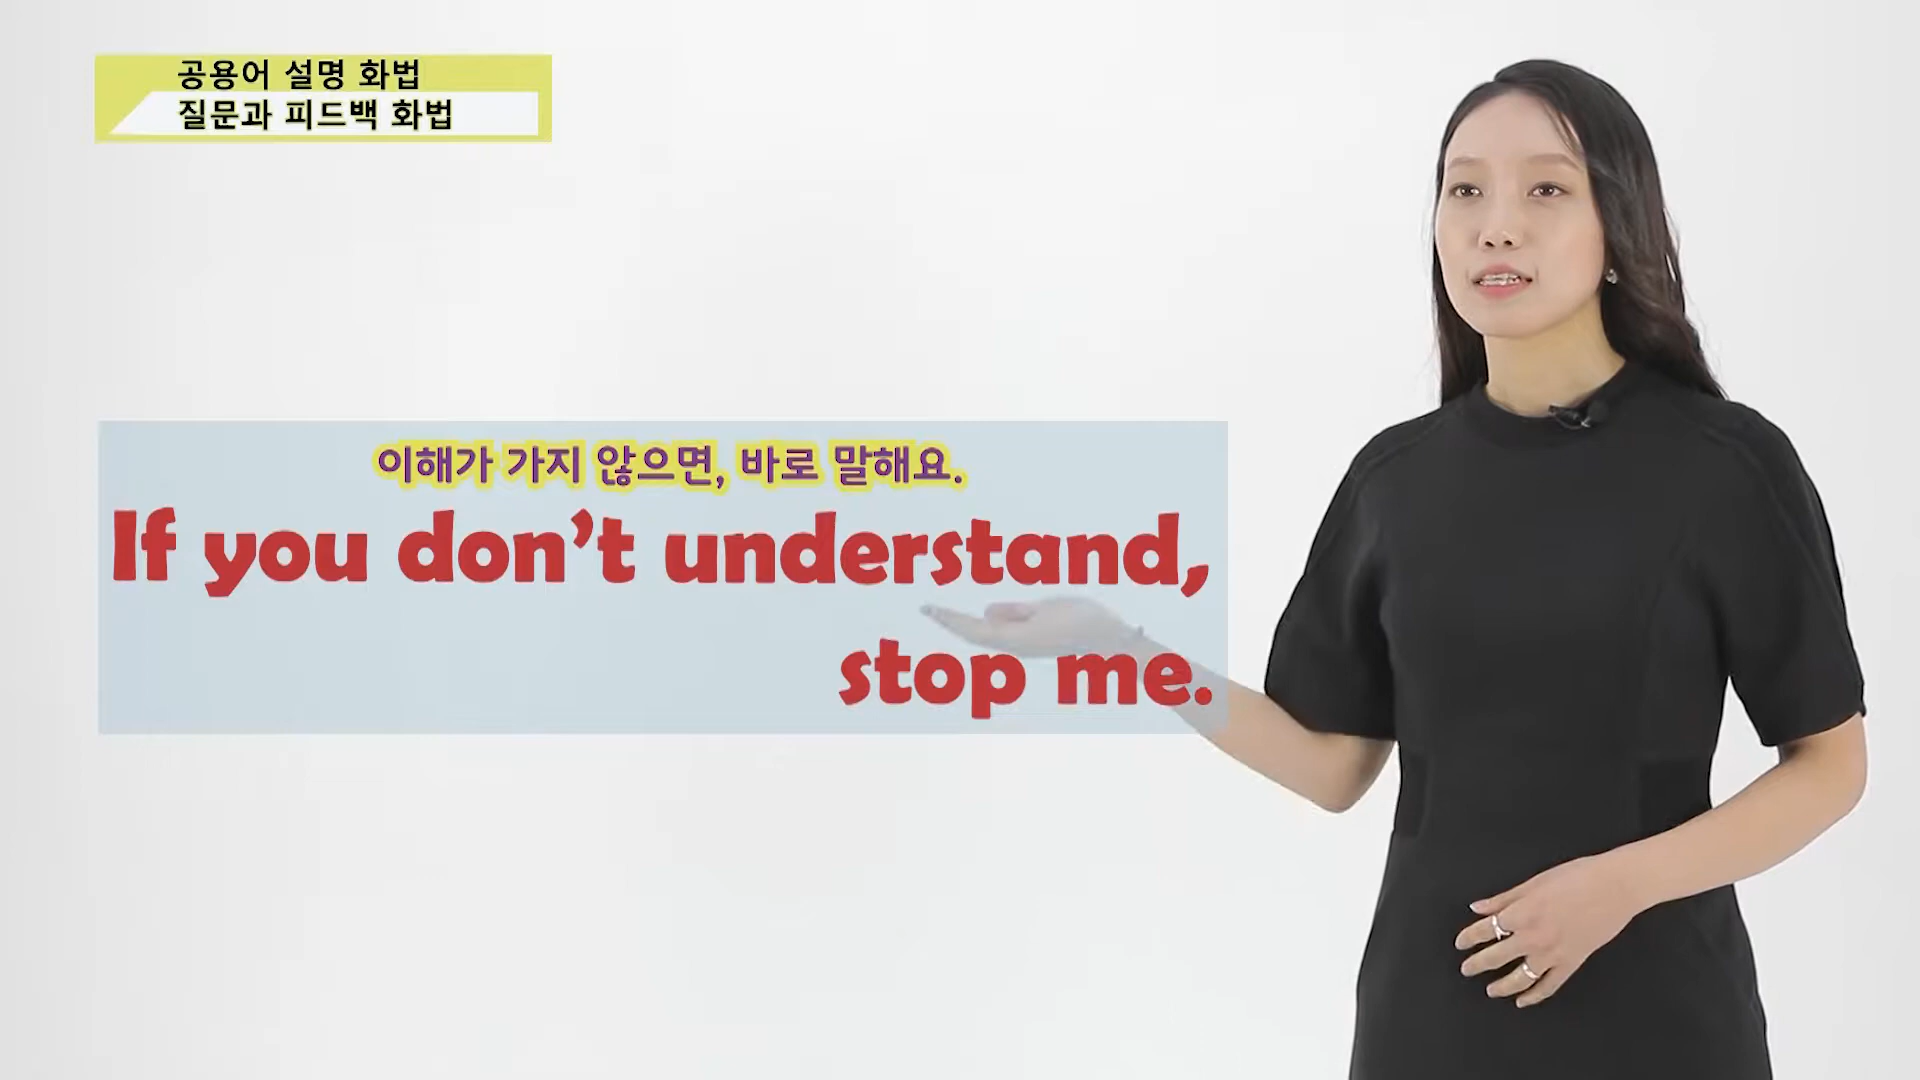 공용어 설명 화법
질문과 피드백 화법
이해가 가지 않으면, 바로 말해요.
If you don't understand,
stop me.